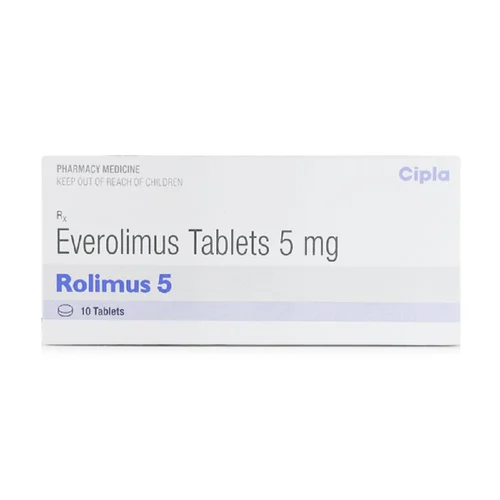 PHARMACY MEDICINE
KEEP OUT OF REACH OF CHILDREN
Cipla
Rx
Everolimus Tablets 5 mg
Rolimus 5
10 Tablets